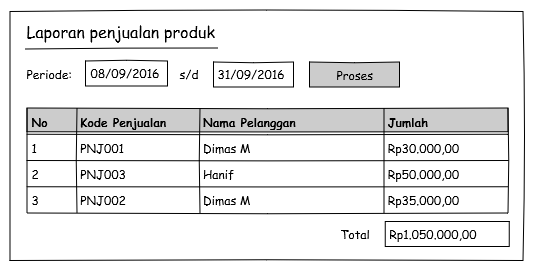 Laporan penjualan produk
Periode: 08/09/2016 s/d 31/09/2016 Proses
No Kode Penjualan Nama Pelanggan Jumlah
1 PNJ001 Dimas M Rp30.000,00
2 PNJ003 Hanif Rp50.000,00
3 PNJ002 Dimas M Rp35.000,00
Total Rp1.050.000,00